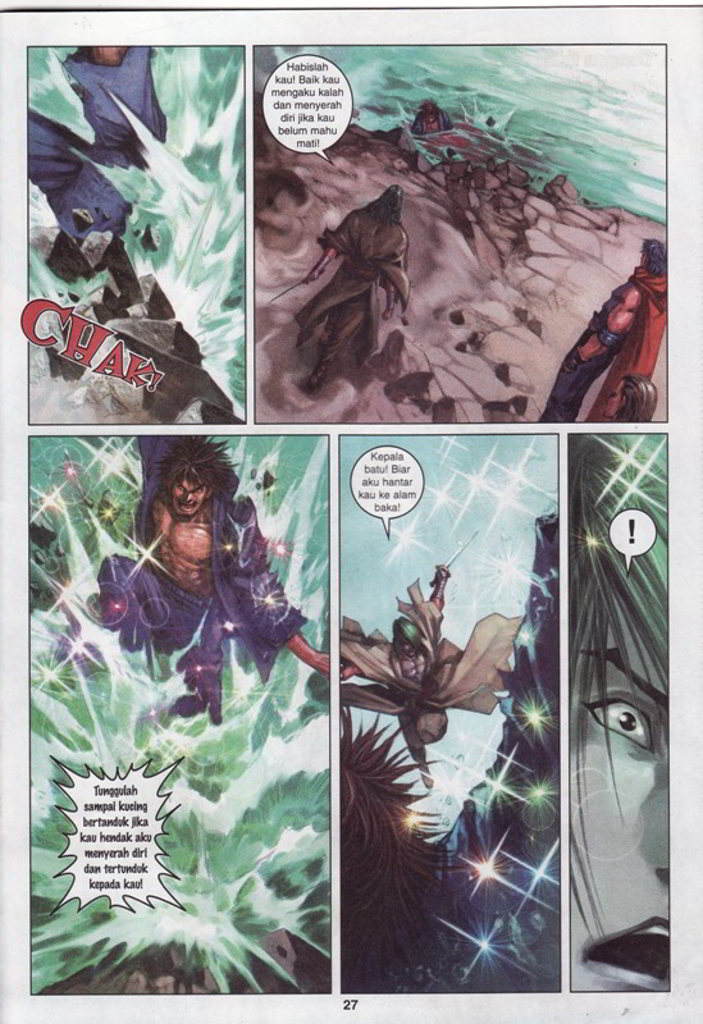 CHAK!
Habislah
kau! Baik kau
mengaku kalah
dan menyerah
diri jika kau
belum mahu
mati!
Tunggulah
sampai kucing
bertanduk jika
kau hendak aku
menyerah diri
dan tertunduk
kepada kau!
Kepala
batu! Biar
aku hantar
kau ke alam
baka!
!
27